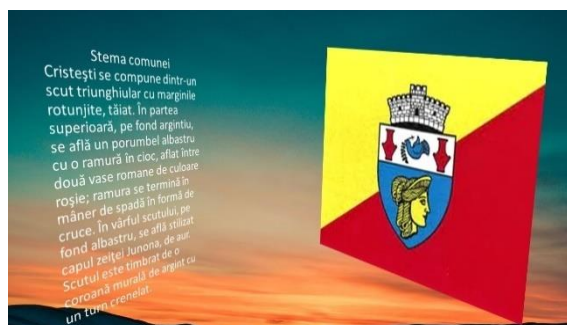 Stema comunei
Cristești se compune dintr-un
scut triunghiular cu marginile
rotunjite, tăiat. În partea
superioară, pe fond argintiu,
se află un porumbel albastru
cu o ramură în cioc, aflat între
două vase romane de culoare
roșie; ramura se termină în
mâner de spadă în formă de
cruce. În vârful scutului, pe
fond albastru, se află stilizat
capul zeiței Junona, de aur.
Scutul este timbrat de o
coroană murală de argint cu
un turn crenelat.